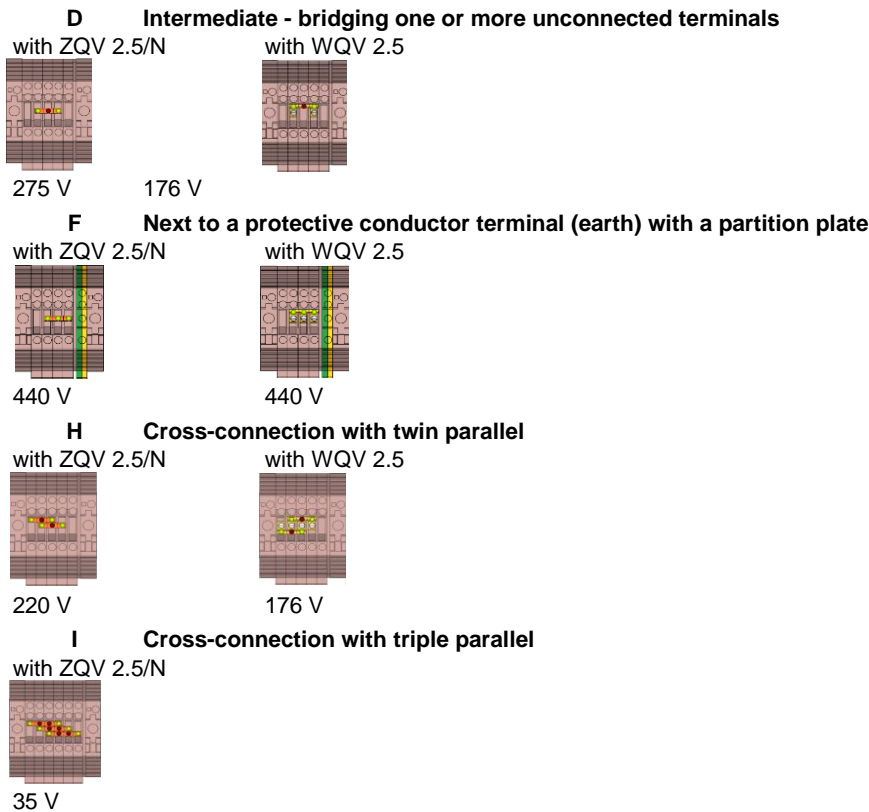 D Intermediate - bridging one or more unconnected terminals
with ZQV 2.5/N with WQV 2.5
275 V 176 V
F Next to a protective conductor terminal (earth) with a partition plate
with ZQV 2.5/N with WQV 2.5
440 V 440 V
H Cross-connection with twin parallel
with ZQV 2.5/N with WQV 2.5
220 V 176 V
I Cross-connection with triple parallel
with ZQV 2.5/N
35 V